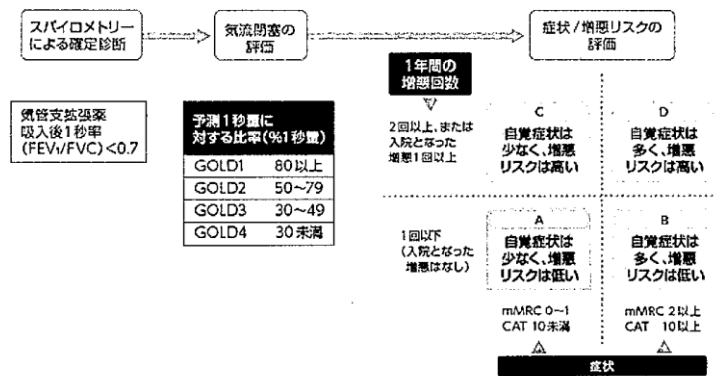 スパイロメトリー
による確定診断
気流閉塞の
評価
症状/増悪リスクの
評価
気管支拡張薬
吸入後1秒率
(FEV₁/FVC)<0.7
予測1秒量に
対する比率(%1秒量)
GOLD1 80以上
GOLD2 50~79
GOLD3 30~49
GOLD4 30未満
1年間の
増悪回数
2回以上、または
入院となった
増悪1回以上
C
自覚症状は
少なく、増悪
リスクは高い
D
自覚症状は
多く、増悪
リスクは高い
1回以下
(入院となった
増悪はなし)
A
自覚症状は
少なく、増悪
リスクは低い
B
自覚症状は
多く、増悪
リスクは低い
mMRC 0~1
CAT 10未満
mMRC 2以上
CAT 10以上
症状